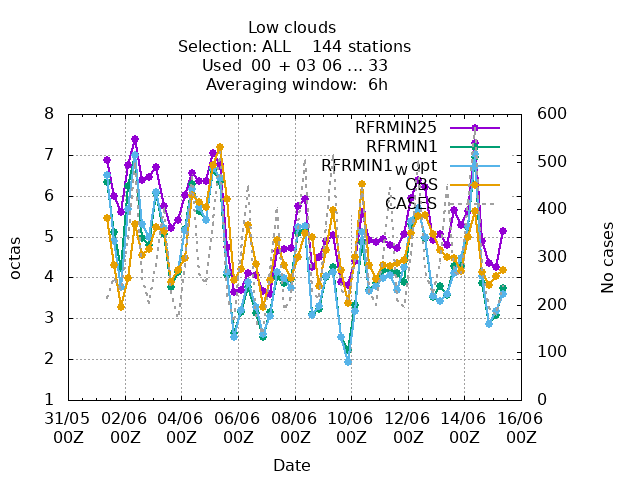 Low clouds
Selection: ALL    144 stations
Used  00 + 03 06 ... 33
Averaging window:  6h
8
7
6
5
4
3
2
1
octas
600
500
400
300
200
100
0
No cases
RFRMIN25
RFRMIN1
RFRMIN1_w_opt
OBS
CASES
31/05 02/06 04/06 06/06 08/06 10/06 12/06 14/06 16/06
00Z 00Z 00Z 00Z 00Z 00Z 00Z 00Z 00Z
Date